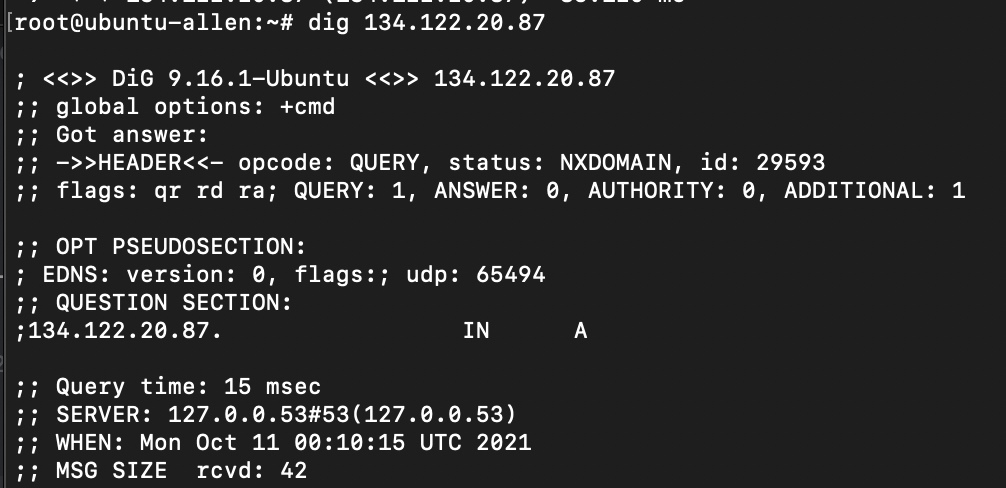 [root@ubuntu-allen:~# dig 134.122.20.87
; <<>> DiG 9.16.1-Ubuntu <<>> 134.122.20.87
;; global options: +cmd
;; Got answer:
;; ->>HEADER<<- opcode: QUERY, status: NXDOMAIN, id: 29593
;; flags: qr rd ra; QUERY: 1, ANSWER: 0, AUTHORITY: 0, ADDITIONAL: 1
;; OPT PSEUDOSECTION:
; EDNS: version: 0, flags:; udp: 65494
;; QUESTION SECTION:
;134.122.20.87. IN A
;; Query time: 15 msec
;; SERVER: 127.0.0.53#53(127.0.0.53)
;; WHEN: Mon Oct 11 00:10:15 UTC 2021
;; MSG SIZE rcvd: 42